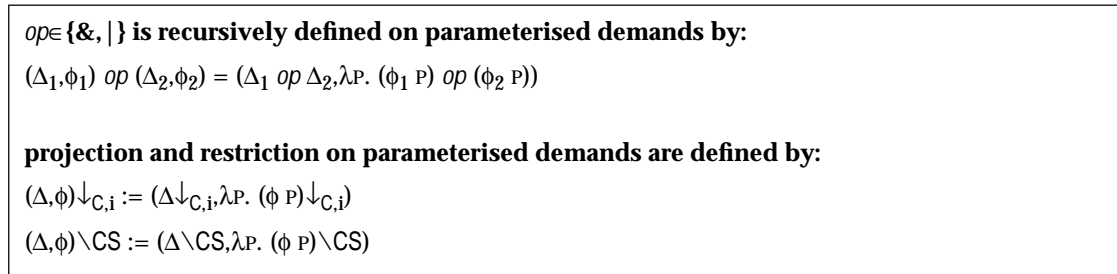 op∈{&,|} is recursively defined on parameterised demands by:
(Δ₁,ϕ₁) op (Δ₂,ϕ₂) = (Δ₁ op Δ₂,λP. (ϕ₁ P) op (ϕ₂ P))
projection and restriction on parameterised demands are defined by:
(Δ,ϕ)↓C,i := (Δ↓C,i,λP. (ϕ P)↓C,i)
(Δ,ϕ)\CS := (Δ\CS,λP. (ϕ P)\CS)